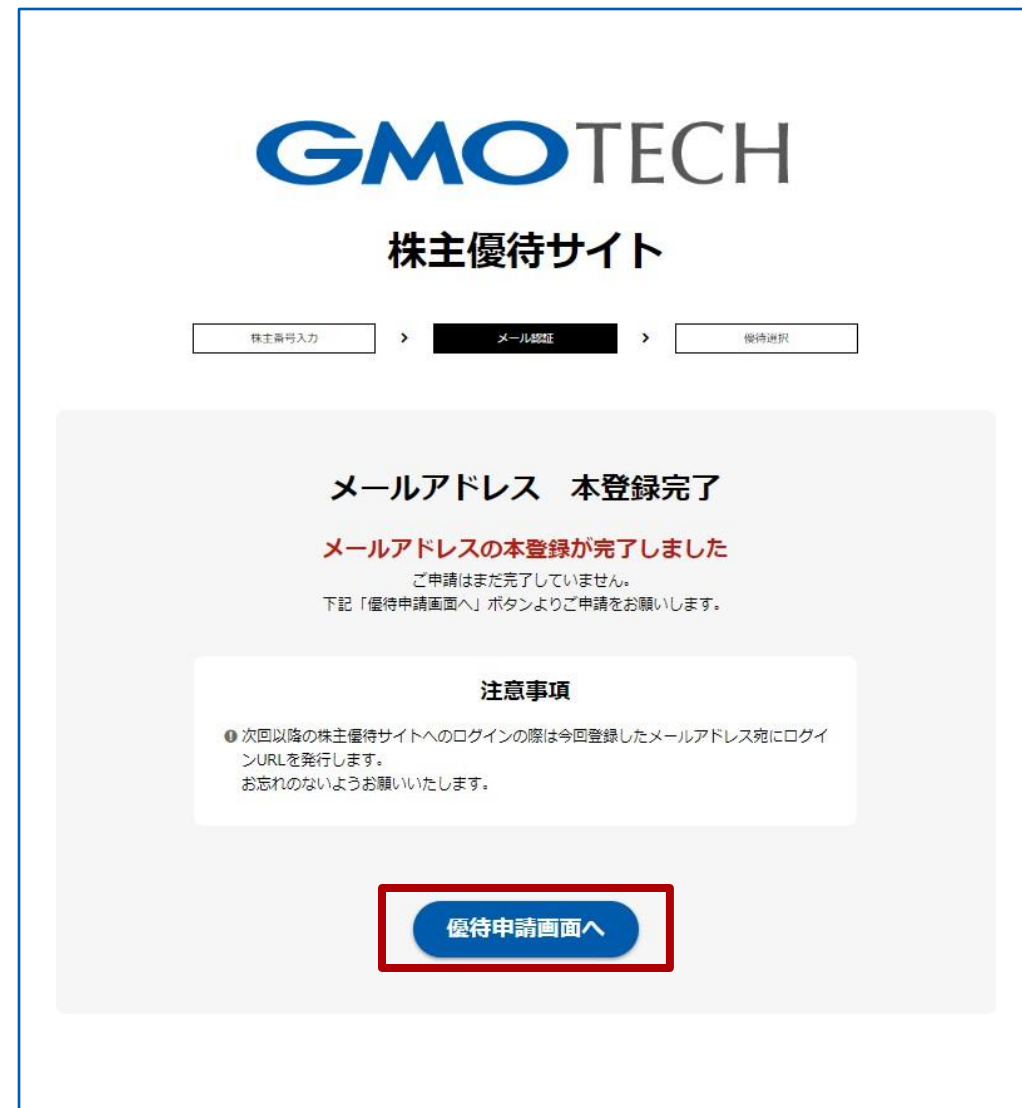 GMOTECH
株主優待サイト
株主番号入力 > メール認証 > 優待選択
メールアドレス　本登録完了
メールアドレスの本登録が完了しました
ご申請はまだ完了していません。
下記「優待申請画面へ」ボタンよりご申請をお願いします。
注意事項
次回以降の株主優待サイトへのログインの際は今回登録したメールアドレス宛にログイ
ンURLを発行します。
お忘れのないようお願いいたします。
優待申請画面へ